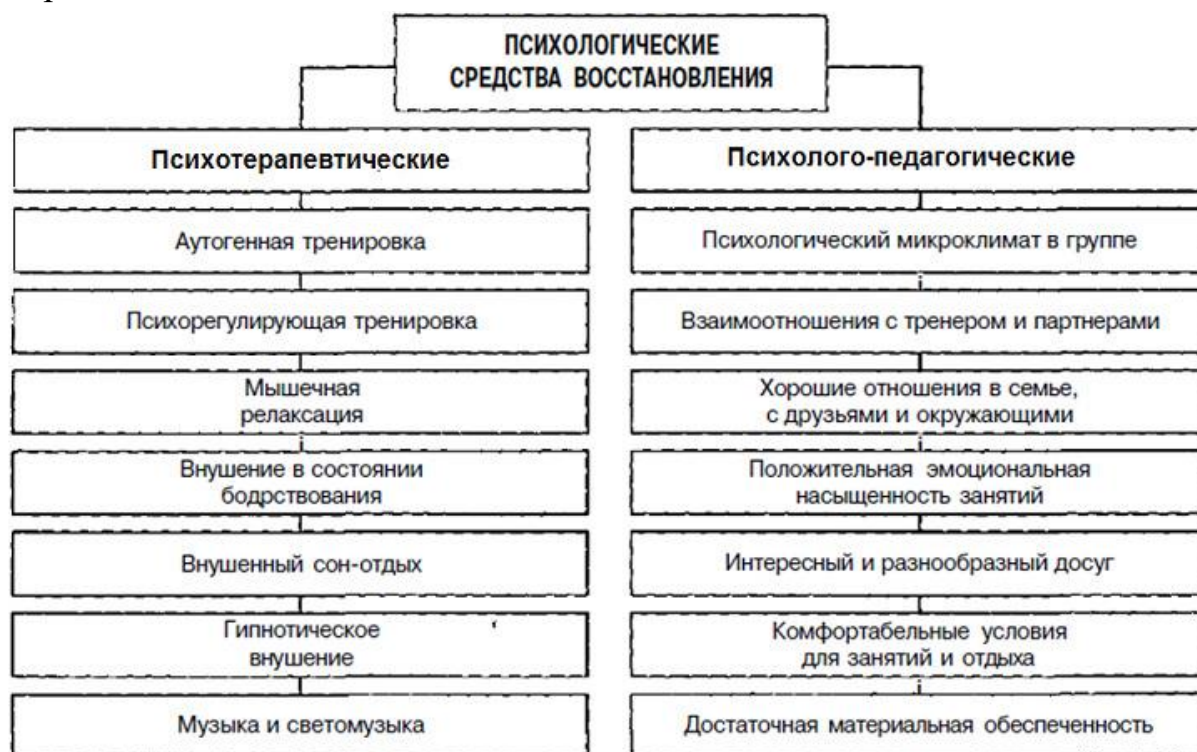 ПСИХОЛОГИЧЕСКИЕ
СРЕДСТВА ВОССТАНОВЛЕНИЯ
Психотерапевтические
Аутогенная тренировка
Психорегулирующая тренировка
Мышечная
релаксация
Внушение в состоянии
бодрствования
Внушенный сон-отдых
Гипнотическое
внушение
Музыка и светомузыка
Психолого-педагогические
Психологический микроклимат в группе
Взаимоотношения с тренером и партнерами
Хорошие отношения в семье,
с друзьями и окружающими
Положительная эмоциональная
насыщенность занятий
Интересный и разнообразный досуг
Комфортабельные условия
для занятий и отдыха
Достаточная материальная обеспеченность